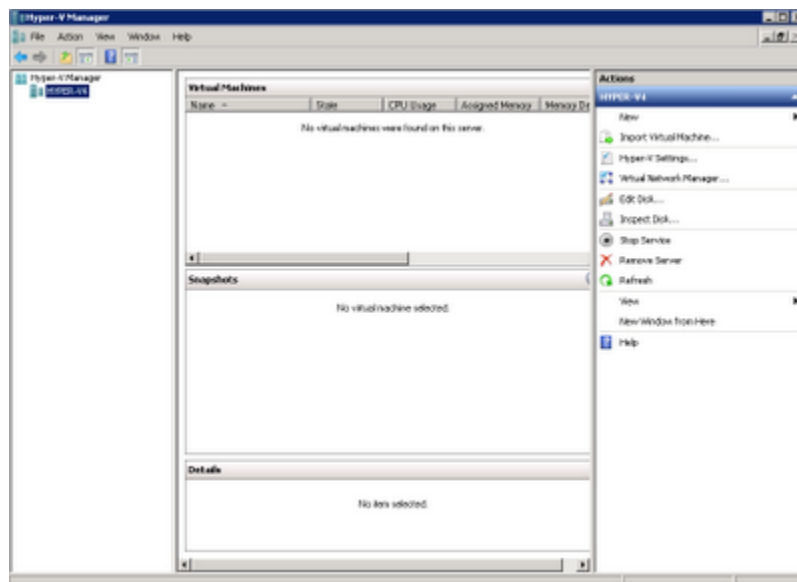 Hyper-V Manager
File Action View Window Help
Hyper-V Manager
HYPER-V4
Virtual Machines
Name State CPU Usage Assigned Memory Memory De
No virtual machines were found on this server.
Snapshots
No virtual machine selected.
Details
No item selected.
Actions
HYPER-V4
New
Import Virtual Machine...
Hyper-V Settings...
Virtual Network Manager...
Edit Disk...
Inspect Disk...
Stop Service
Remove Server
Refresh
View
New Window from Here
Help